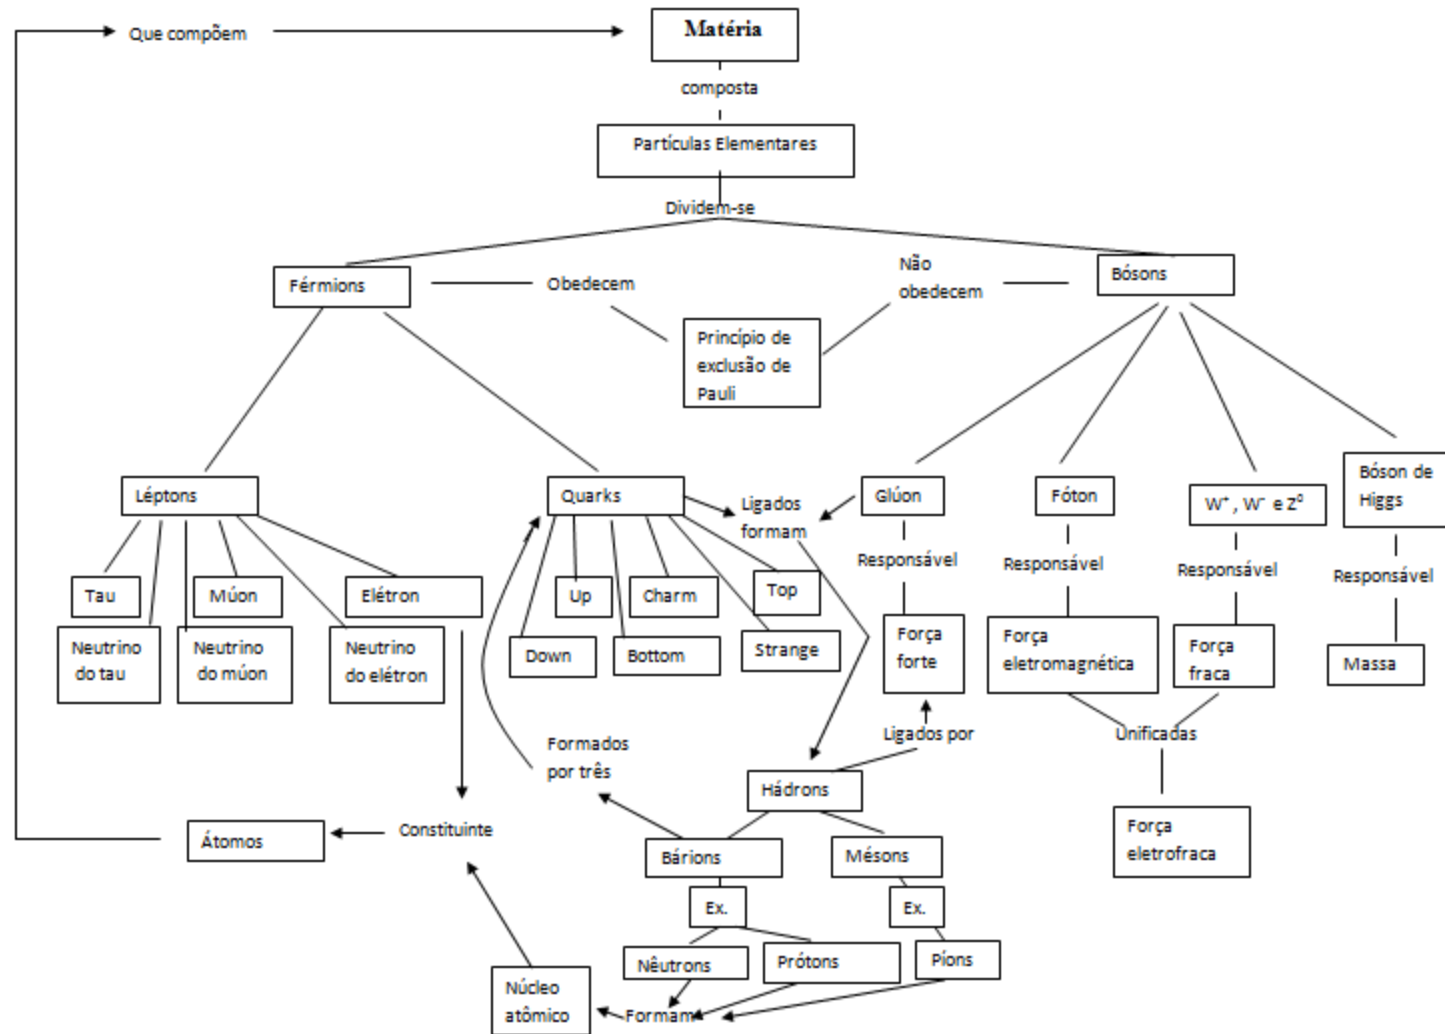 Que compõem
Matéria
composta
Partículas Elementares
Dividem-se
Férmions
Obedecem
Não
obedecem
Bósons
Princípio de
exclusão de
Pauli
Léptons
Quarks
Ligados
formam
Glúon
Fóton
W⁺ , W⁻ e Z⁰
Bóson de
Higgs
Responsável
Responsável
Responsável
Responsável
Tau
Múon
Elétron
Up
Charm
Top
Neutrino
do tau
Neutrino
do múon
Neutrino
do elétron
Down
Bottom
Strange
Força
forte
Força
eletromagnética
Força
fraca
Massa
Formados
por três
Ligados por
Unificadas
Hádrons
Átomos
Constituinte
Bárions
Mésons
Força
eletrofraca
Ex.
Ex.
Nêutrons
Prótons
Píons
Núcleo
atômico
Formam